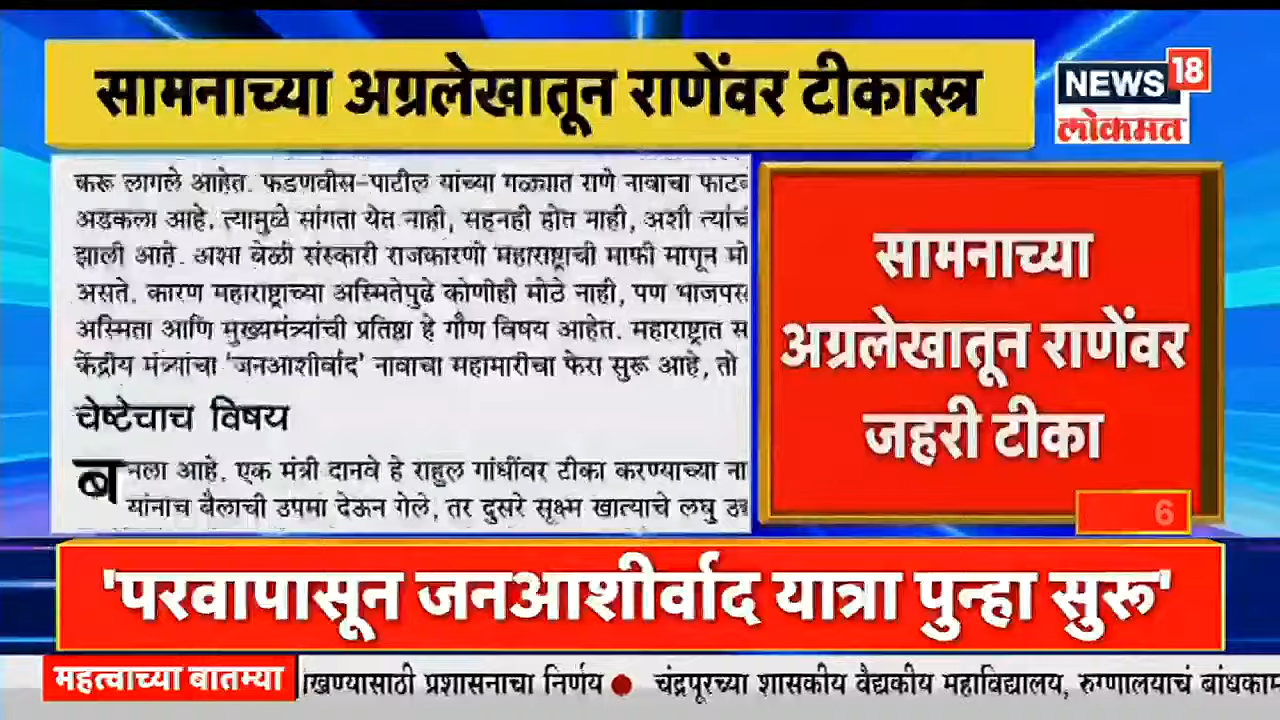 सामनाच्या अग्रलेखातून राणेंवर टीकास्त्र
NEWS 18
लोकमत
करू लागले आहेत. फडणवीस-पाटील यांच्या गळ्यात राणे नावाचा
अडकला आहे. त्यामुळे सांगता येत नाही, सहनही होत नाही, अशी
झाली आहे. अशा वेळी संस्कारी राजकारणी महाराष्ट्राची माफी मागून
असते. कारण महाराष्ट्राच्या अस्मितेपुढे कोणीही मोठे नाही, पण
अस्मिता आणि मुख्यमंत्र्यांची प्रतिष्ठा हे गौण विषय आहेत. महाराष्ट्रात
केंद्रीय मंत्र्यांचा 'जनआशीर्वाद' नावाचा महामारीचा फेरा सुरू आहे, तो
चेष्टेचाच विषय
बनला आहे. एक मंत्री दानवे हे राहुल गांधींवर टीका करण्याच्या
यांनाच बैलाची उपमा देऊन गेले, तर दुसरे सूक्ष्म खात्याचे लघु
सामनाच्या
अग्रलेखातून राणेंवर
जहरी टीका
6
'परवापासून जनआशीर्वाद यात्रा पुन्हा सुरू'
महत्वाच्या बातम्या
ाखण्यासाठी प्रशासनाचा निर्णय ● चंद्रपूरच्या शासकीय वैद्यकीय महाविद्यालय, रुग्णालयाचं बांधकाम